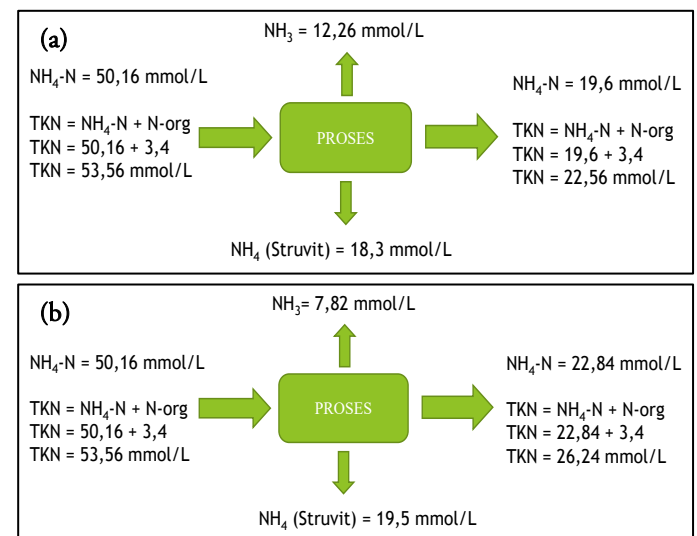 (a)
NH₃ = 12,26 mmol/L
NH₄-N = 50,16 mmol/L
TKN = NH₄-N + N-org
TKN = 50,16 + 3,4
TKN = 53,56 mmol/L
PROSES
NH₄-N = 19,6 mmol/L
TKN = NH₄-N + N-org
TKN = 19,6 + 3,4
TKN = 22,56 mmol/L
NH₄ (Struvit) = 18,3 mmol/L
(b)
NH₃= 7,82 mmol/L
NH₄-N = 50,16 mmol/L
TKN = NH₄-N + N-org
TKN = 50,16 + 3,4
TKN = 53,56 mmol/L
PROSES
NH₄-N = 22,84 mmol/L
TKN = NH₄-N + N-org
TKN = 22,84 + 3,4
TKN = 26,24 mmol/L
NH₄ (Struvit) = 19,5 mmol/L